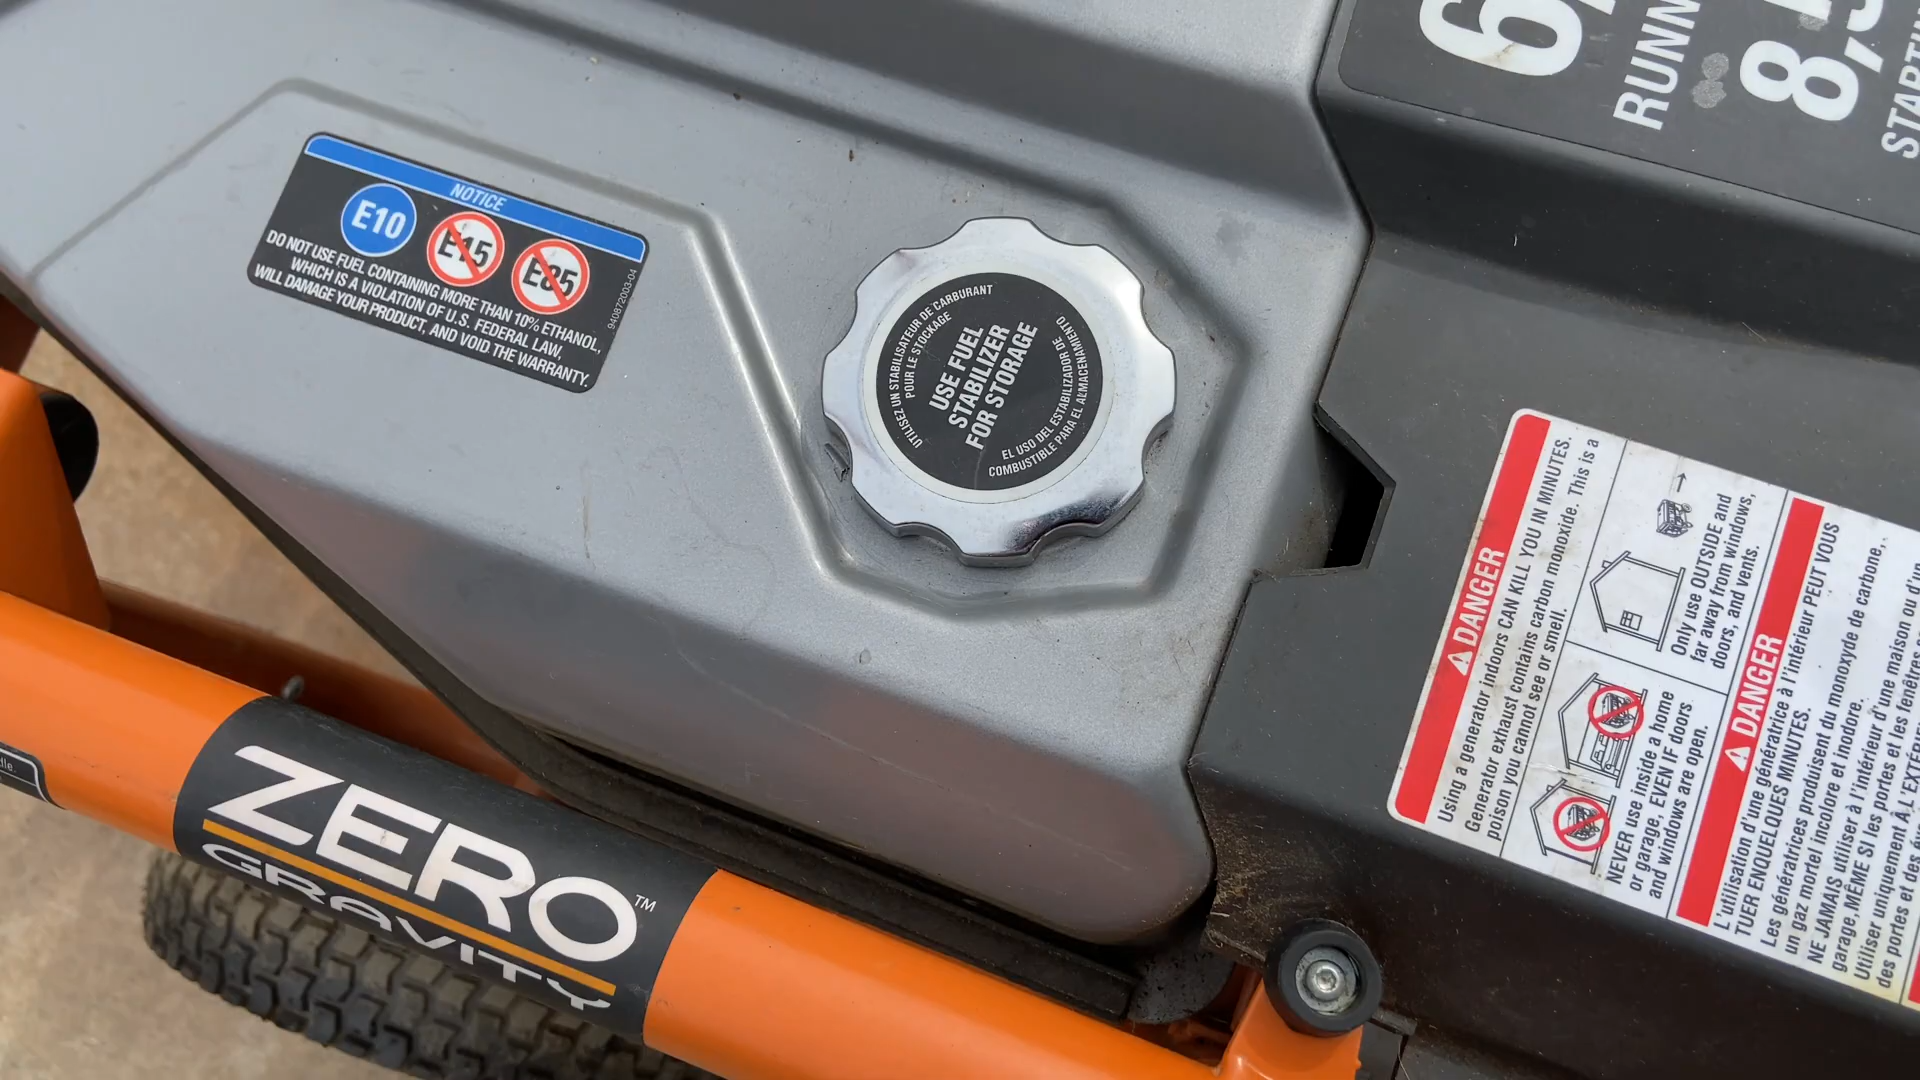 NOTICE
E10
E15
E85
DO NOT USE FUEL CONTAINING MORE THAN 10% ETHANOL,
WHICH IS A VIOLATION OF U.S. FEDERAL LAW,
WILL DAMAGE YOUR PRODUCT, AND VOID THE WARRANTY.
940872003-04
UTILISEZ UN STABILISATEUR DE CARBURANT
POUR LE STOCKAGE
USE FUEL
STABILIZER
FOR STORAGE
EL USO DEL ESTABILIZADOR DE
COMBUSTIBLE PARA EL ALMACENAMIENTO
ZERO™
GRAVITY
DANGER
Using a generator indoors CAN KILL YOU IN MINUTES.
Generator exhaust contains carbon monoxide. This is a
poison you cannot see or smell.
NEVER use inside a home
or garage, EVEN IF doors
and windows are open.
Only use OUTSIDE and
far away from windows,
doors, and vents.
DANGER
L'utilisation d'une génératrice à l'intérieur PEUT VOUS
TUER EN QUELQUES MINUTES.
Les génératrices produisent du monoxyde de carbone,
un gaz mortel incolore et inodore.
NE JAMAIS utiliser à l'intérieur d'une maison ou d'un
garage, MÊME SI les portes et les fenêtres
Utiliser uniquement À L'EXTÉRIEUR
des portes et des